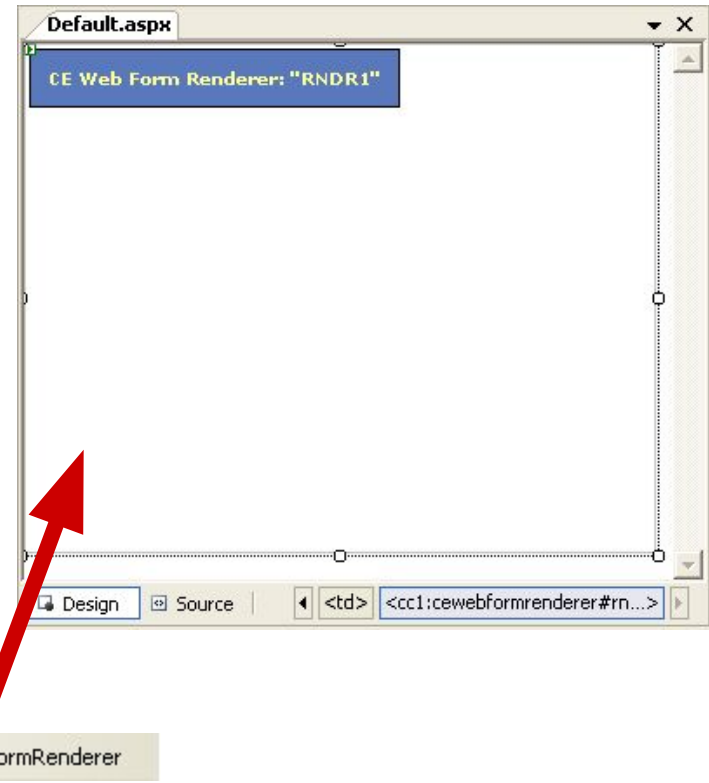 Default.aspx
CE Web Form Renderer: "RNDR1"
Design Source <td> <cc1:cewebformrenderer#rn...>
ormRenderer